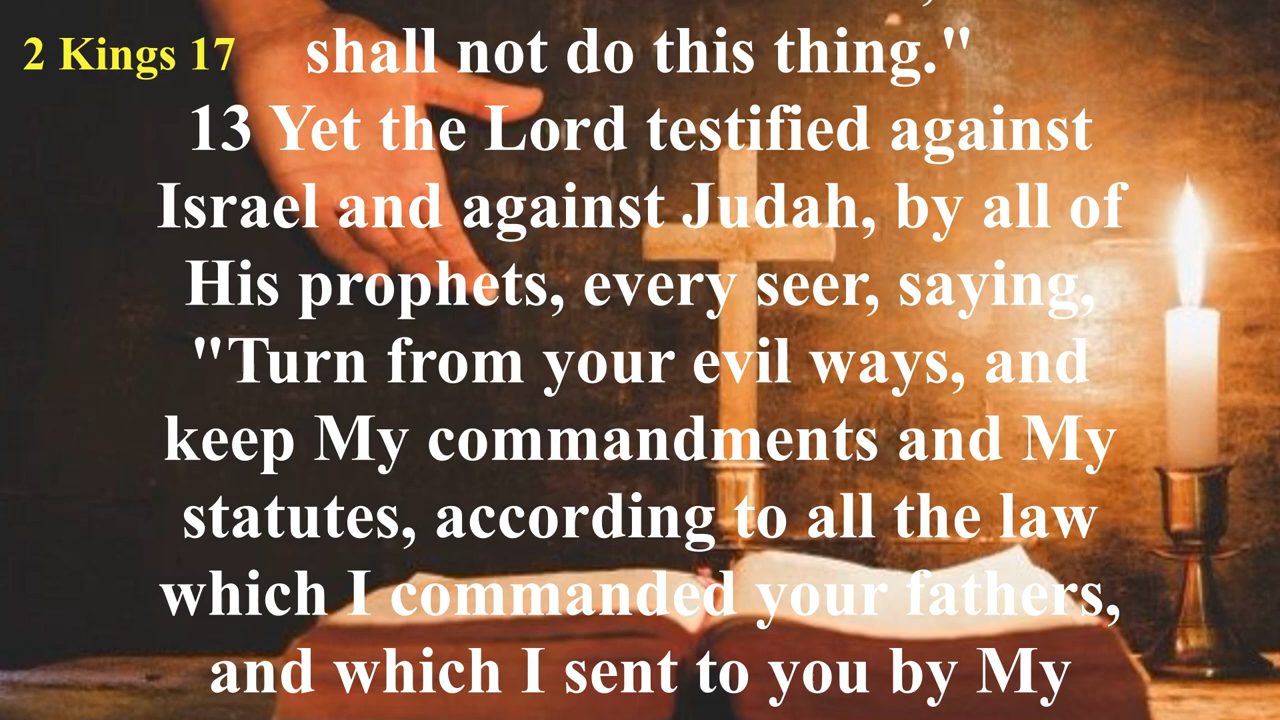 2 Kings 17
shall not do this thing."
13 Yet the Lord testified against
Israel and against Judah, by all of
His prophets, every seer, saying,
"Turn from your evil ways, and
keep My commandments and My
statutes, according to all the law
which I commanded your fathers,
and which I sent to you by My